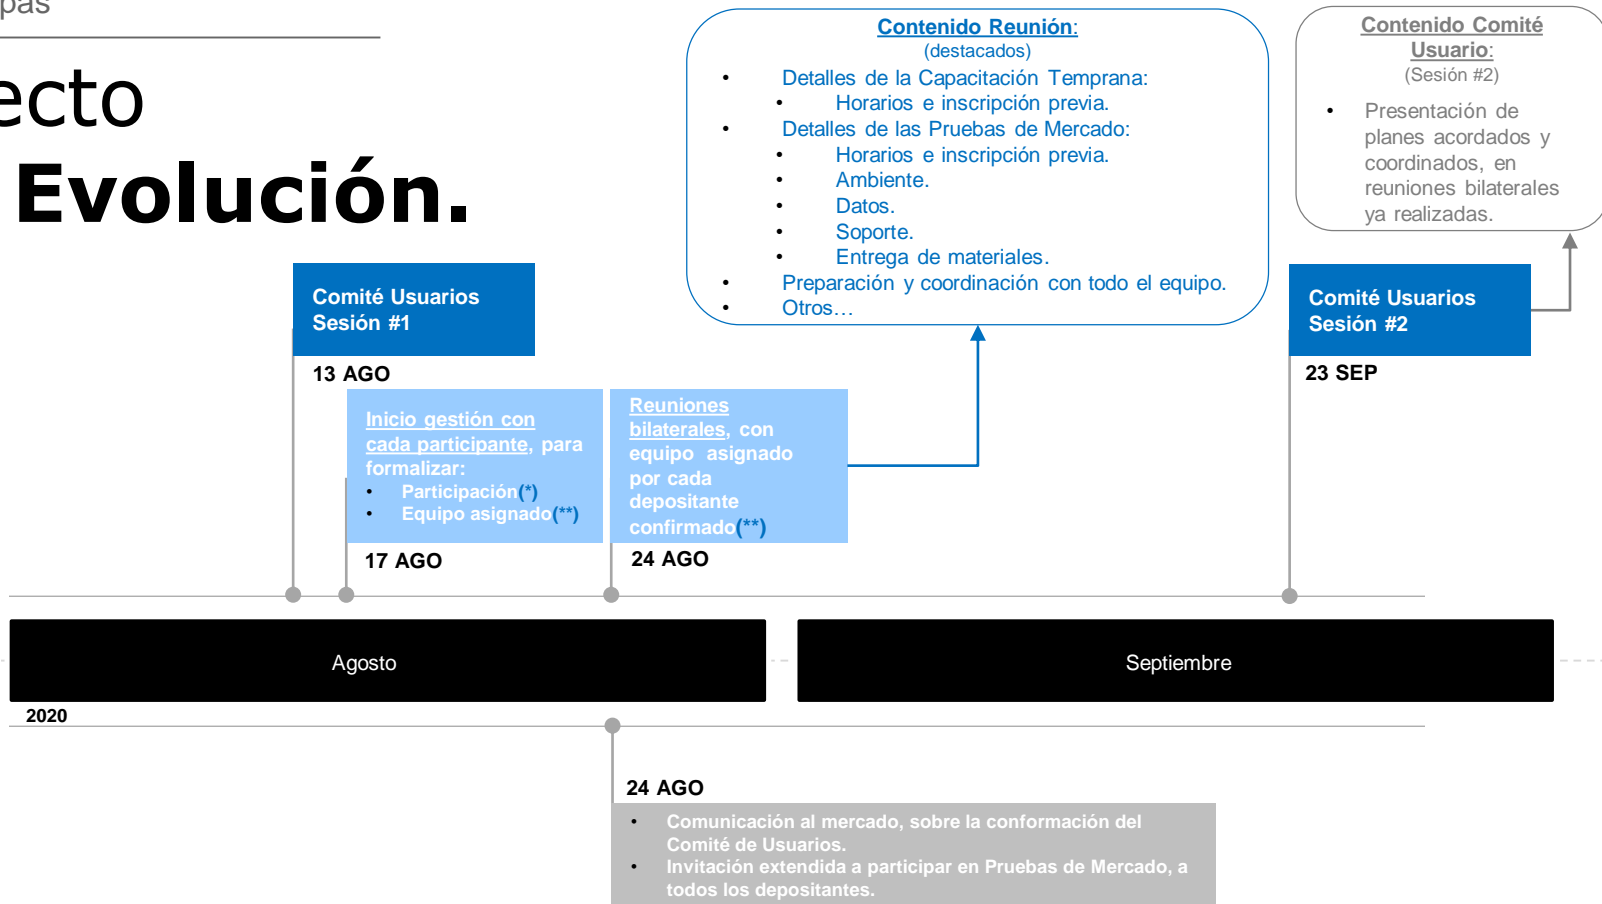 pas
ecto
Evolución.
Contenido Reunión:
(destacados)
• Detalles de la Capacitación Temprana:
• Horarios e inscripción previa.
• Detalles de las Pruebas de Mercado:
• Horarios e inscripción previa.
• Ambiente.
• Datos.
• Soporte.
• Entrega de materiales.
• Preparación y coordinación con todo el equipo.
• Otros…
Contenido Comité
Usuario:
(Sesión #2)
• Presentación de
planes acordados y
coordinados, en
reuniones bilaterales
ya realizadas.
Comité Usuarios
Sesión #1
13 AGO
Inicio gestión con
cada participante, para
formalizar:
• Participación(*)
• Equipo asignado(**)
17 AGO
Reuniones
bilaterales, con
equipo asignado
por cada
depositante
confirmado(**)
24 AGO
Comité Usuarios
Sesión #2
23 SEP
Agosto
Septiembre
2020
24 AGO
• Comunicación al mercado, sobre la conformación del
Comité de Usuarios.
• Invitación extendida a participar en Pruebas de Mercado, a
todos los depositantes.